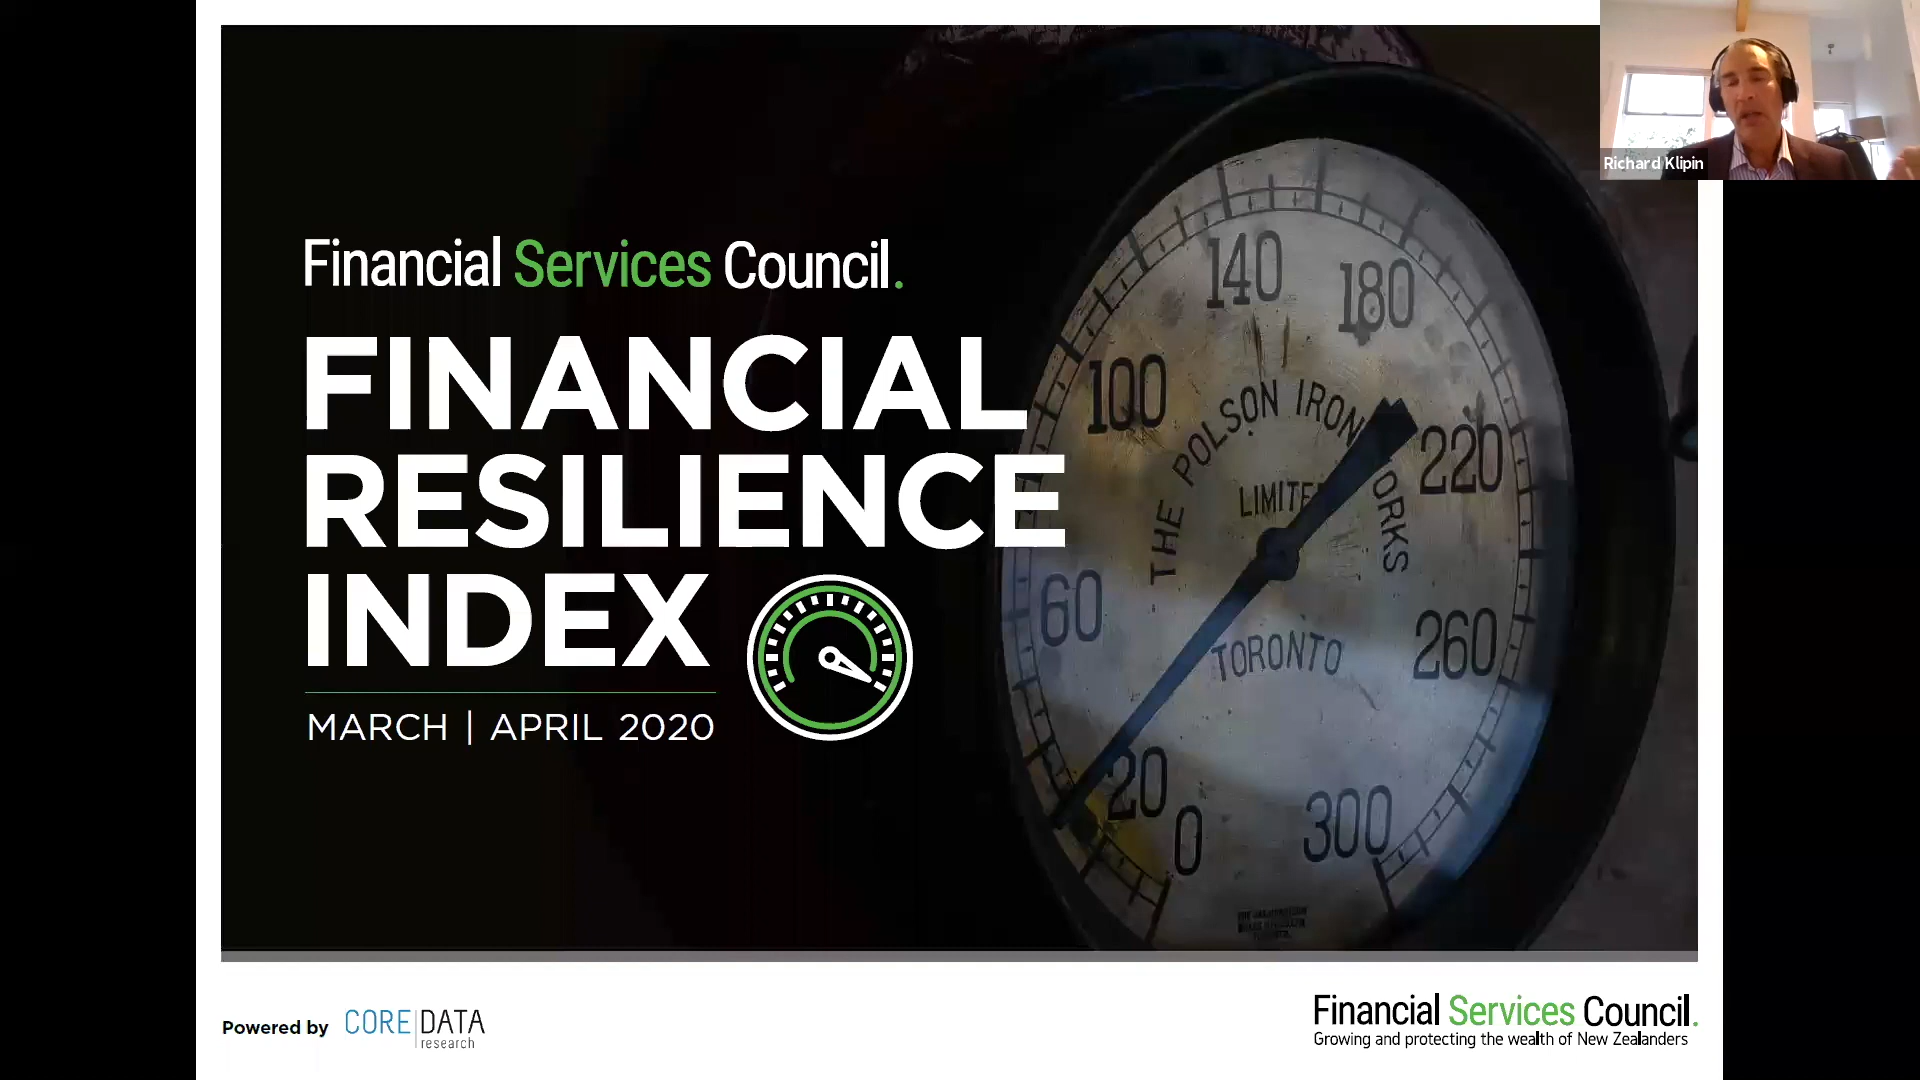 Richard Klipin
Financial Services Council.
FINANCIAL
RESILIENCE
INDEX
MARCH | APRIL 2020
140
180
100
220
THE POLSON IRON
ORKS
LIMITE
60
TORONTO
260
20
0
300
Powered by
CORE DATA
research
Financial Services Council.
Growing and protecting the wealth of New Zealanders